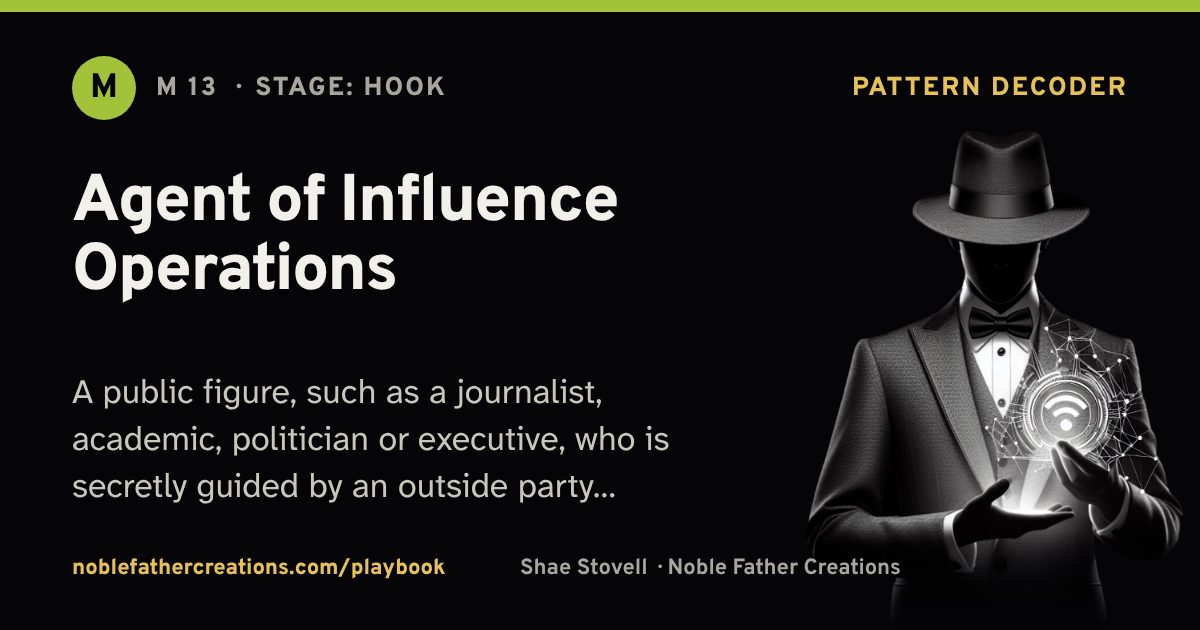 M
M 13 · STAGE: HOOK
PATTERN DECODER
Agent of Influence
Operations
A public figure, such as a journalist,
academic, politician or executive, who is
secretly guided by an outside party...
noblefathercreations.com/playbook
Shae Stovell · Noble Father Creations